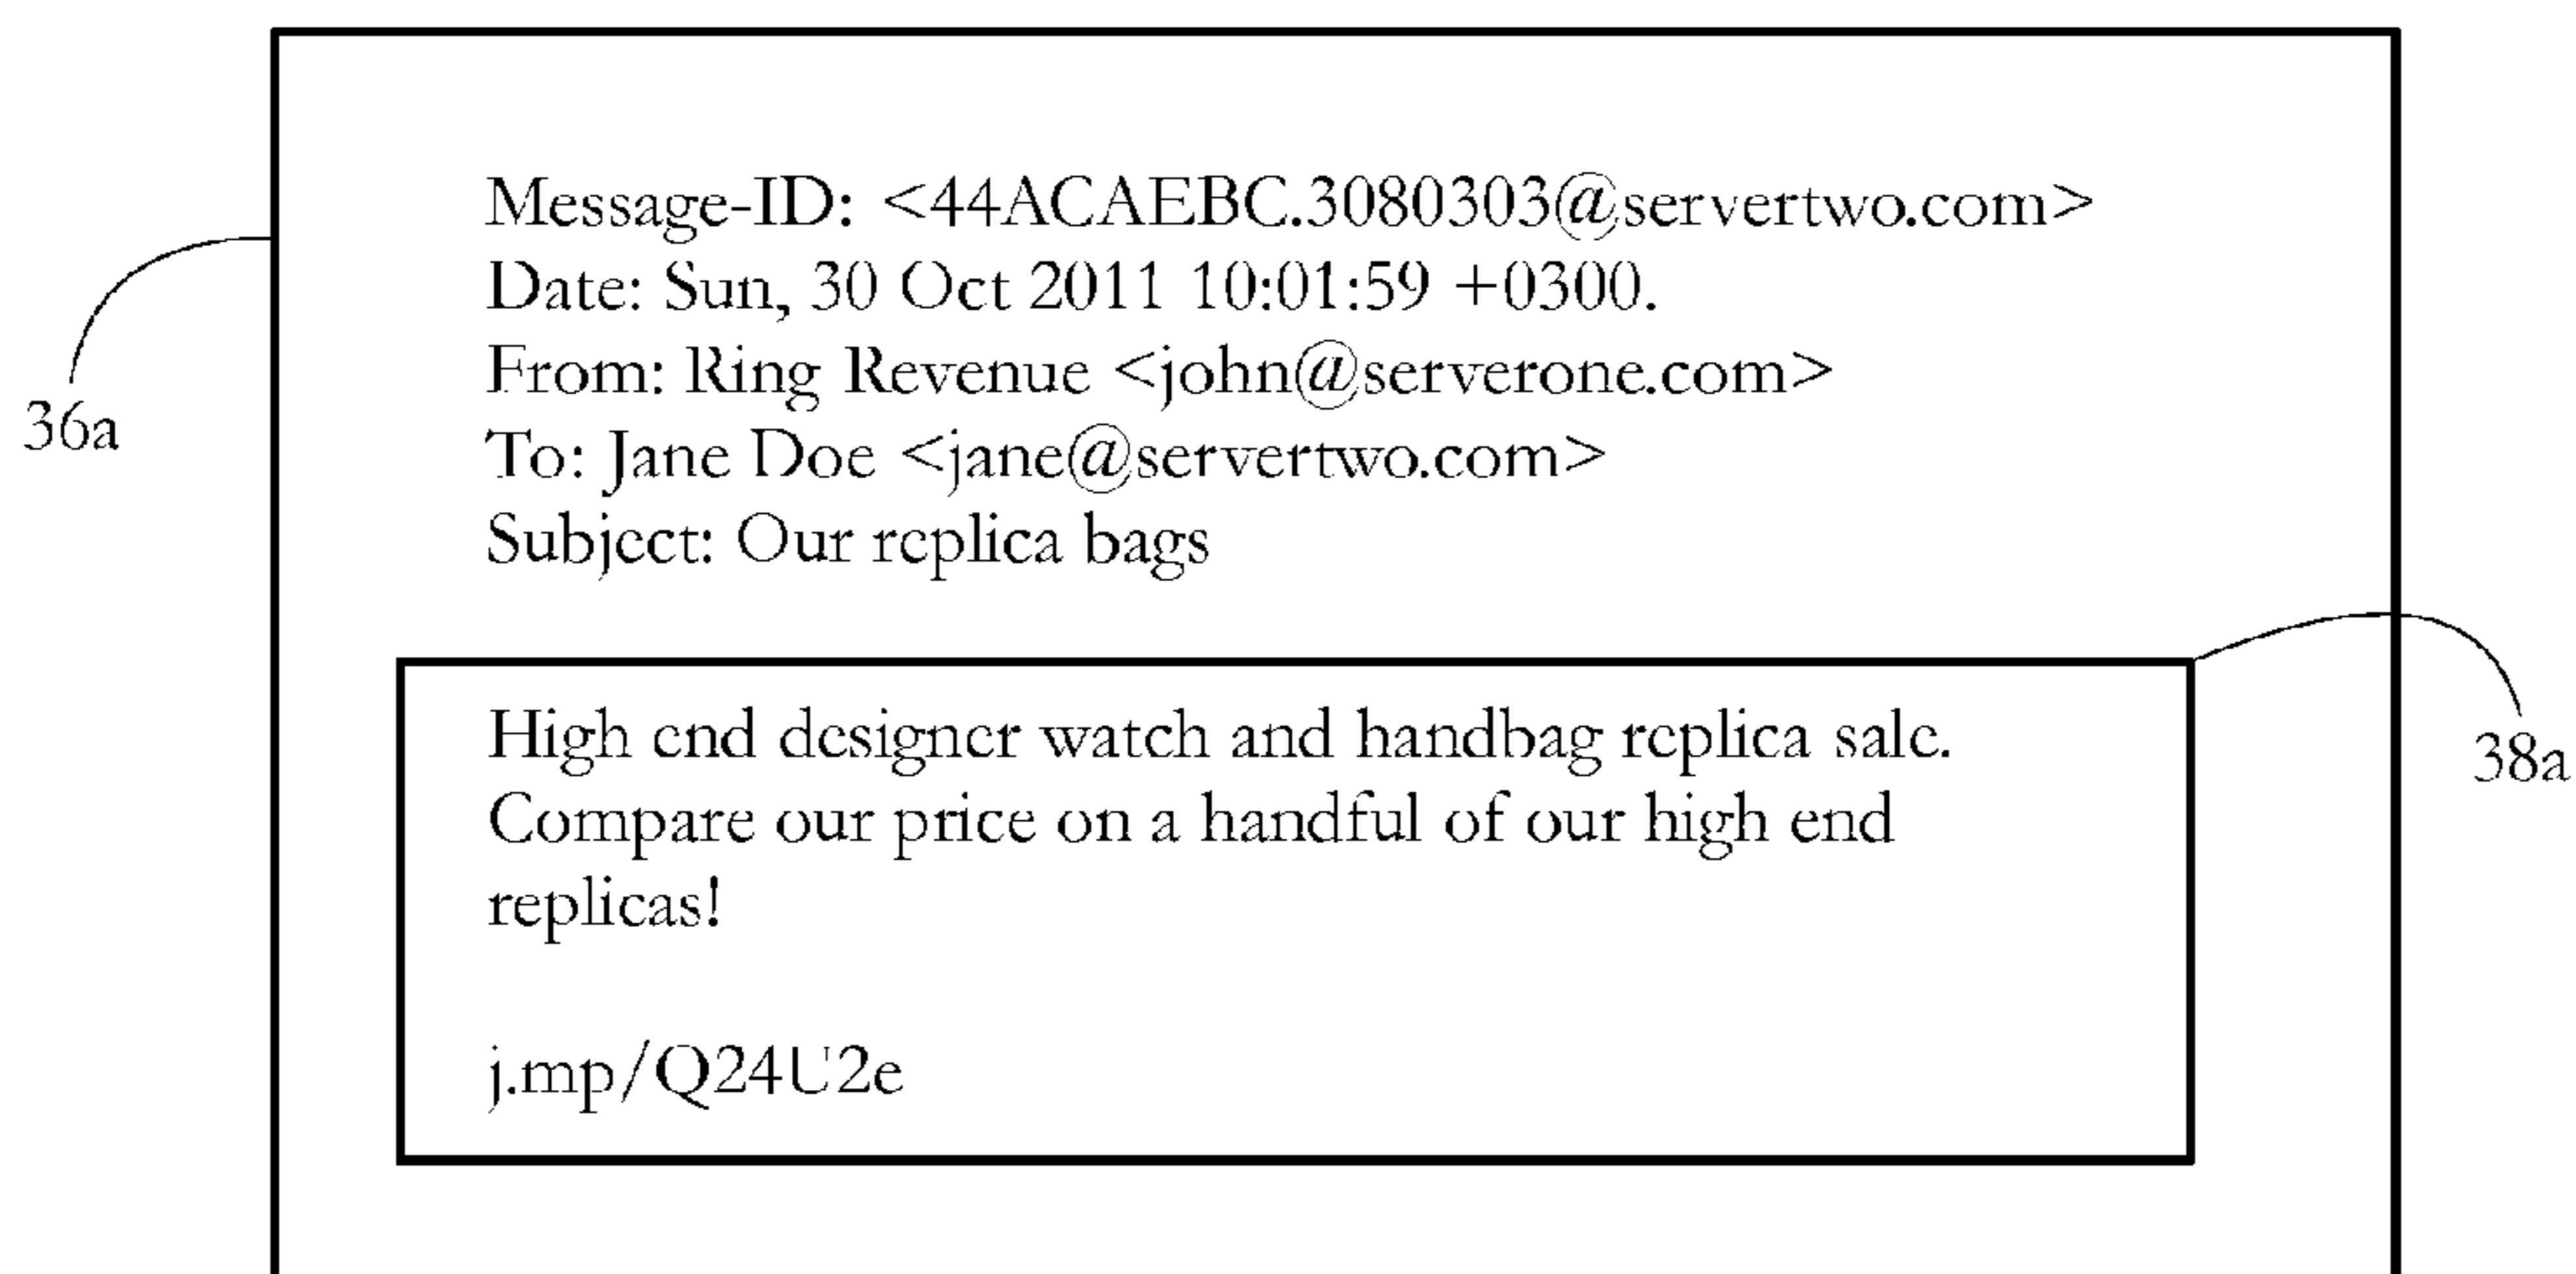 Message-ID: <44ACAEBC.3080303@servertwo.com>
Date: Sun, 30 Oct 2011 10:01:59 +0300.
From: Ring Revenue <john@serverone.com>
36a
To: Jane Doe <jane@servertwo.com>
Subject: Our replica bags
High end designer watch and handbag replica sale.
38a
Compare our price on a handful of our high end
replicas!
j.mp/Q24U2e